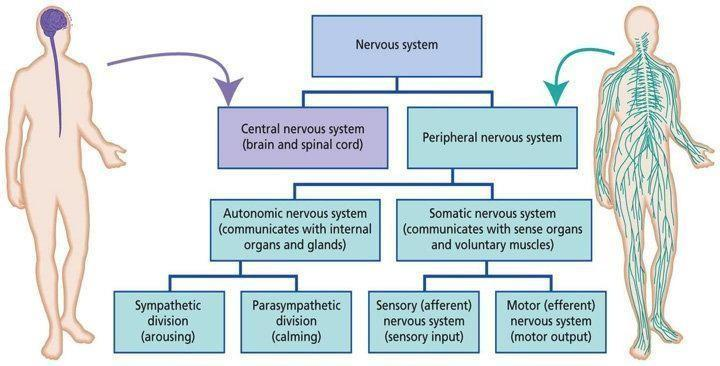 Nervous system
Central nervous system
(brain and spinal cord)
Peripheral nervous system
Autonomic nervous system
(communicates with internal
organs and glands)
Somatic nervous system
(communicates with sense organs
and voluntary muscles)
Sympathetic
division
(arousing)
Parasympathetic
division
(calming)
Sensory (afferent)
nervous system
(sensory input)
Motor (efferent)
nervous system
(motor output)